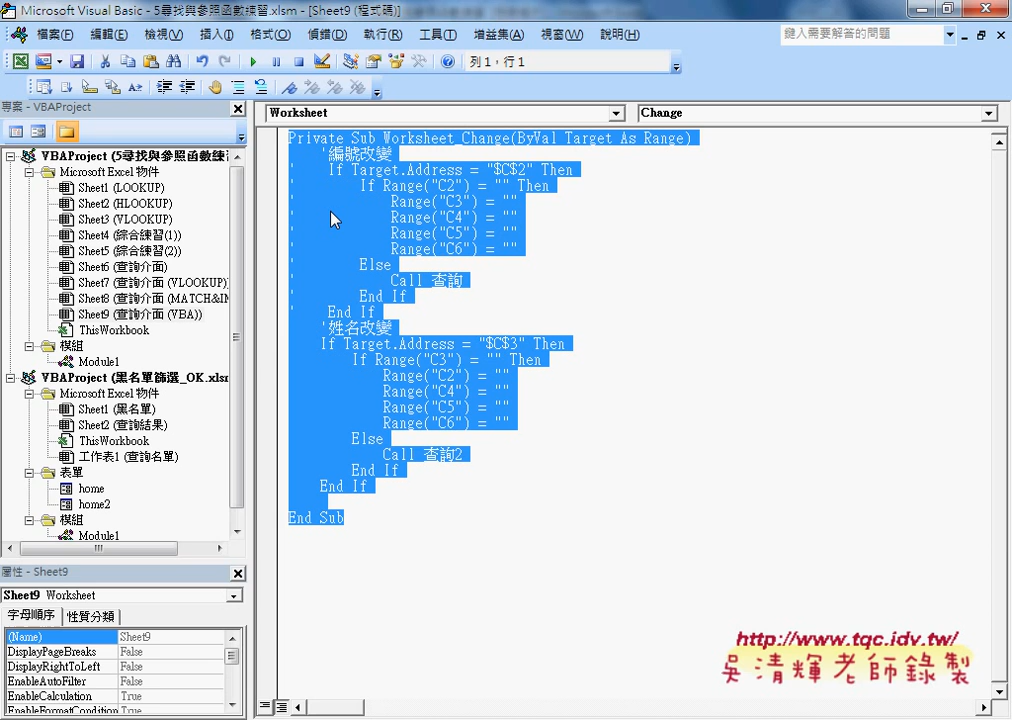 Microsoft Visual Basic - 5尋找與參照函數練習.xlsm - [Sheet9 (程式碼)]
檔案(F) 編輯(E) 檢視(V) 插入(I) 格式(O) 偵錯(D) 執行(R) 工具(T) 增益集(A) 視窗(W) 說明(H) 鍵入需要解答的問題
列 1，行 1
專案 - VBAProject
VBAProject (5尋找與參照函數練
Microsoft Excel 物件
Sheet1 (LOOKUP)
Sheet2 (HLOOKUP)
Sheet3 (VLOOKUP)
Sheet4 (綜合練習(1))
Sheet5 (綜合練習(2))
Sheet6 (查詢介面)
Sheet7 (查詢介面 (VLOOKUP)
Sheet8 (查詢介面 (MATCH&IN
Sheet9 (查詢介面 (VBA))
ThisWorkbook
模組
Module1
VBAProject (黑名單篩選_OK.xlsm
Microsoft Excel 物件
Sheet1 (黑名單)
Sheet2 (查詢結果)
ThisWorkbook
工作表1 (查詢名單)
表單
home
home2
模組
Module1
屬性 - Sheet9
Sheet9 Worksheet
字母順序 性質分類
(Name) Sheet9
DisplayPageBreaks False
DisplayRightToLeft False
EnableAutoFilter False
EnableCalculation True
EnableFormatCondition True
Worksheet Change
Private Sub Worksheet_Change(ByVal Target As Range)
'編號改變
' If Target.Address = "$C$2" Then
' If Range("C2") = "" Then
' Range("C3") = ""
' Range("C4") = ""
' Range("C5") = ""
' Range("C6") = ""
' Else
' Call 查詢
' End If
' End If
'姓名改變
If Target.Address = "$C$3" Then
If Range("C3") = "" Then
Range("C2") = ""
Range("C4") = ""
Range("C5") = ""
Range("C6") = ""
Else
Call 查詢2
End If
End If
End Sub
http://www.tqc.idv.tw/
吳清輝老師錄製